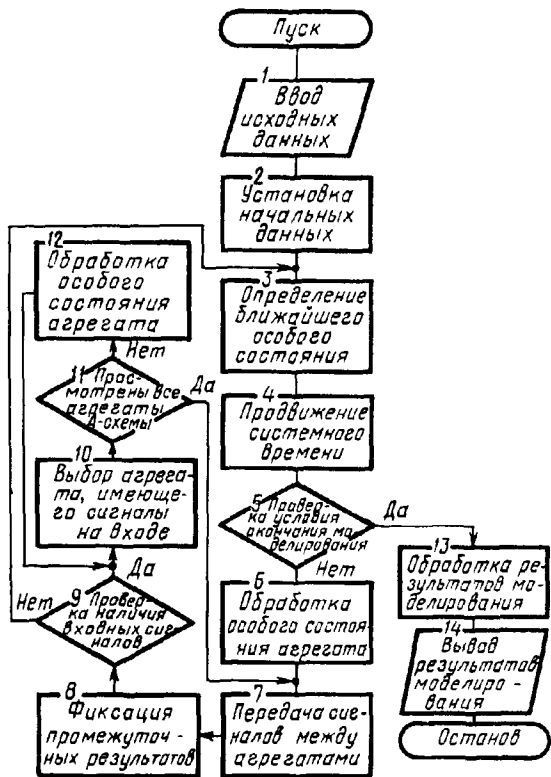 Пуск
1
Ввод
исходных
данных
2
Установка
начальных
данных
3
Определение
ближайшего
особого
состояния
4
Продвижение
системного
времени
5 Провер-
ка условия
окончания мо-
делирования
Да
Нет
6
Обработка
особого состоя-
ния агрегата
7
Передача сиг-
налов между
агрегатами
8
Фиксация
промежуточ-
ных результатов
9 Провер-
ка наличия
входных сиг-
налов
Нет
Да
10
Выбор агрега-
та, имеюще-
го сигналы
на входе
11 Прос-
мотрены все
агрегаты
А-схемы
Да
Нет
12
Обработка
особого
состояния
агрегата
13
Обработка ре-
зультатов мо-
делирования
14
Вывод
результатов
моделиро-
вания
Останов